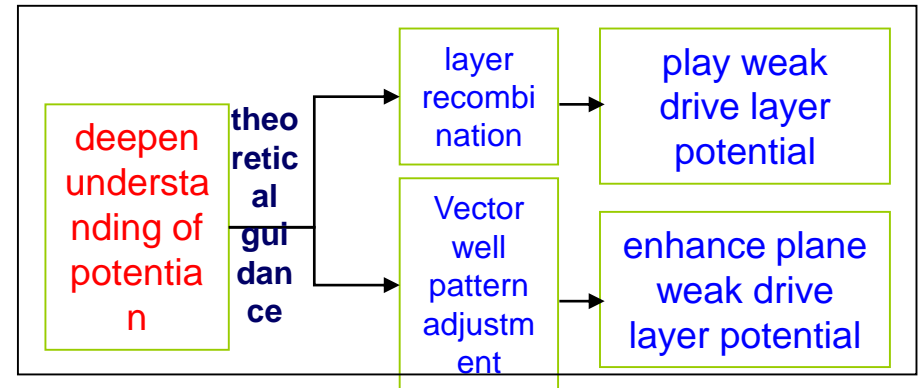 deepen
understa
nding of
potentia
n
theo
retic
al
gui
dan
ce
layer
recombi
nation
play weak
drive layer
potential
Vector
well
pattern
adjustm
ent
enhance plane
weak drive
layer potential